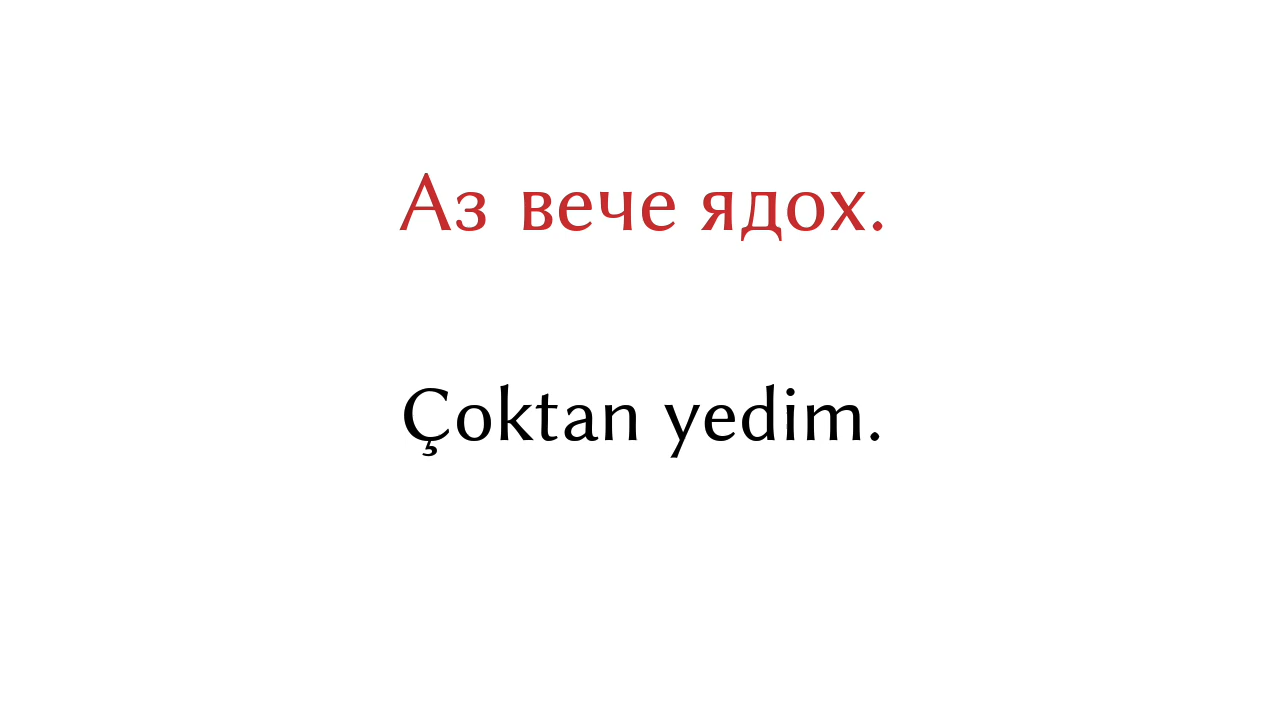 Аз вече ядох.
Çoktan yedim.